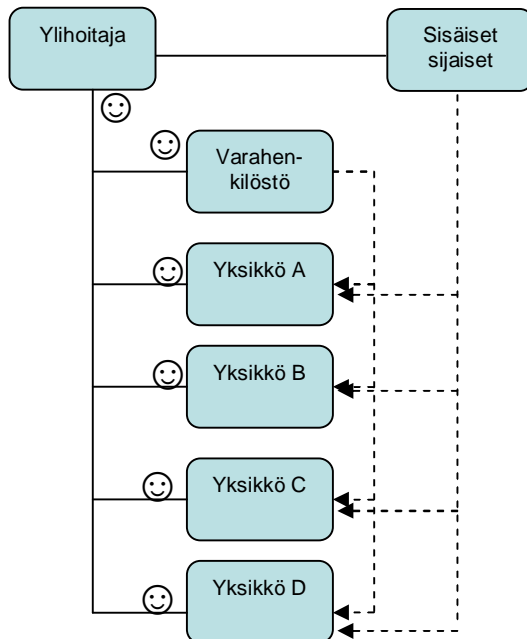 Ylihoitaja
Sisäiset
sijaiset
Varahen-
kilöstö
Yksikkö A
Yksikkö B
Yksikkö C
Yksikkö D